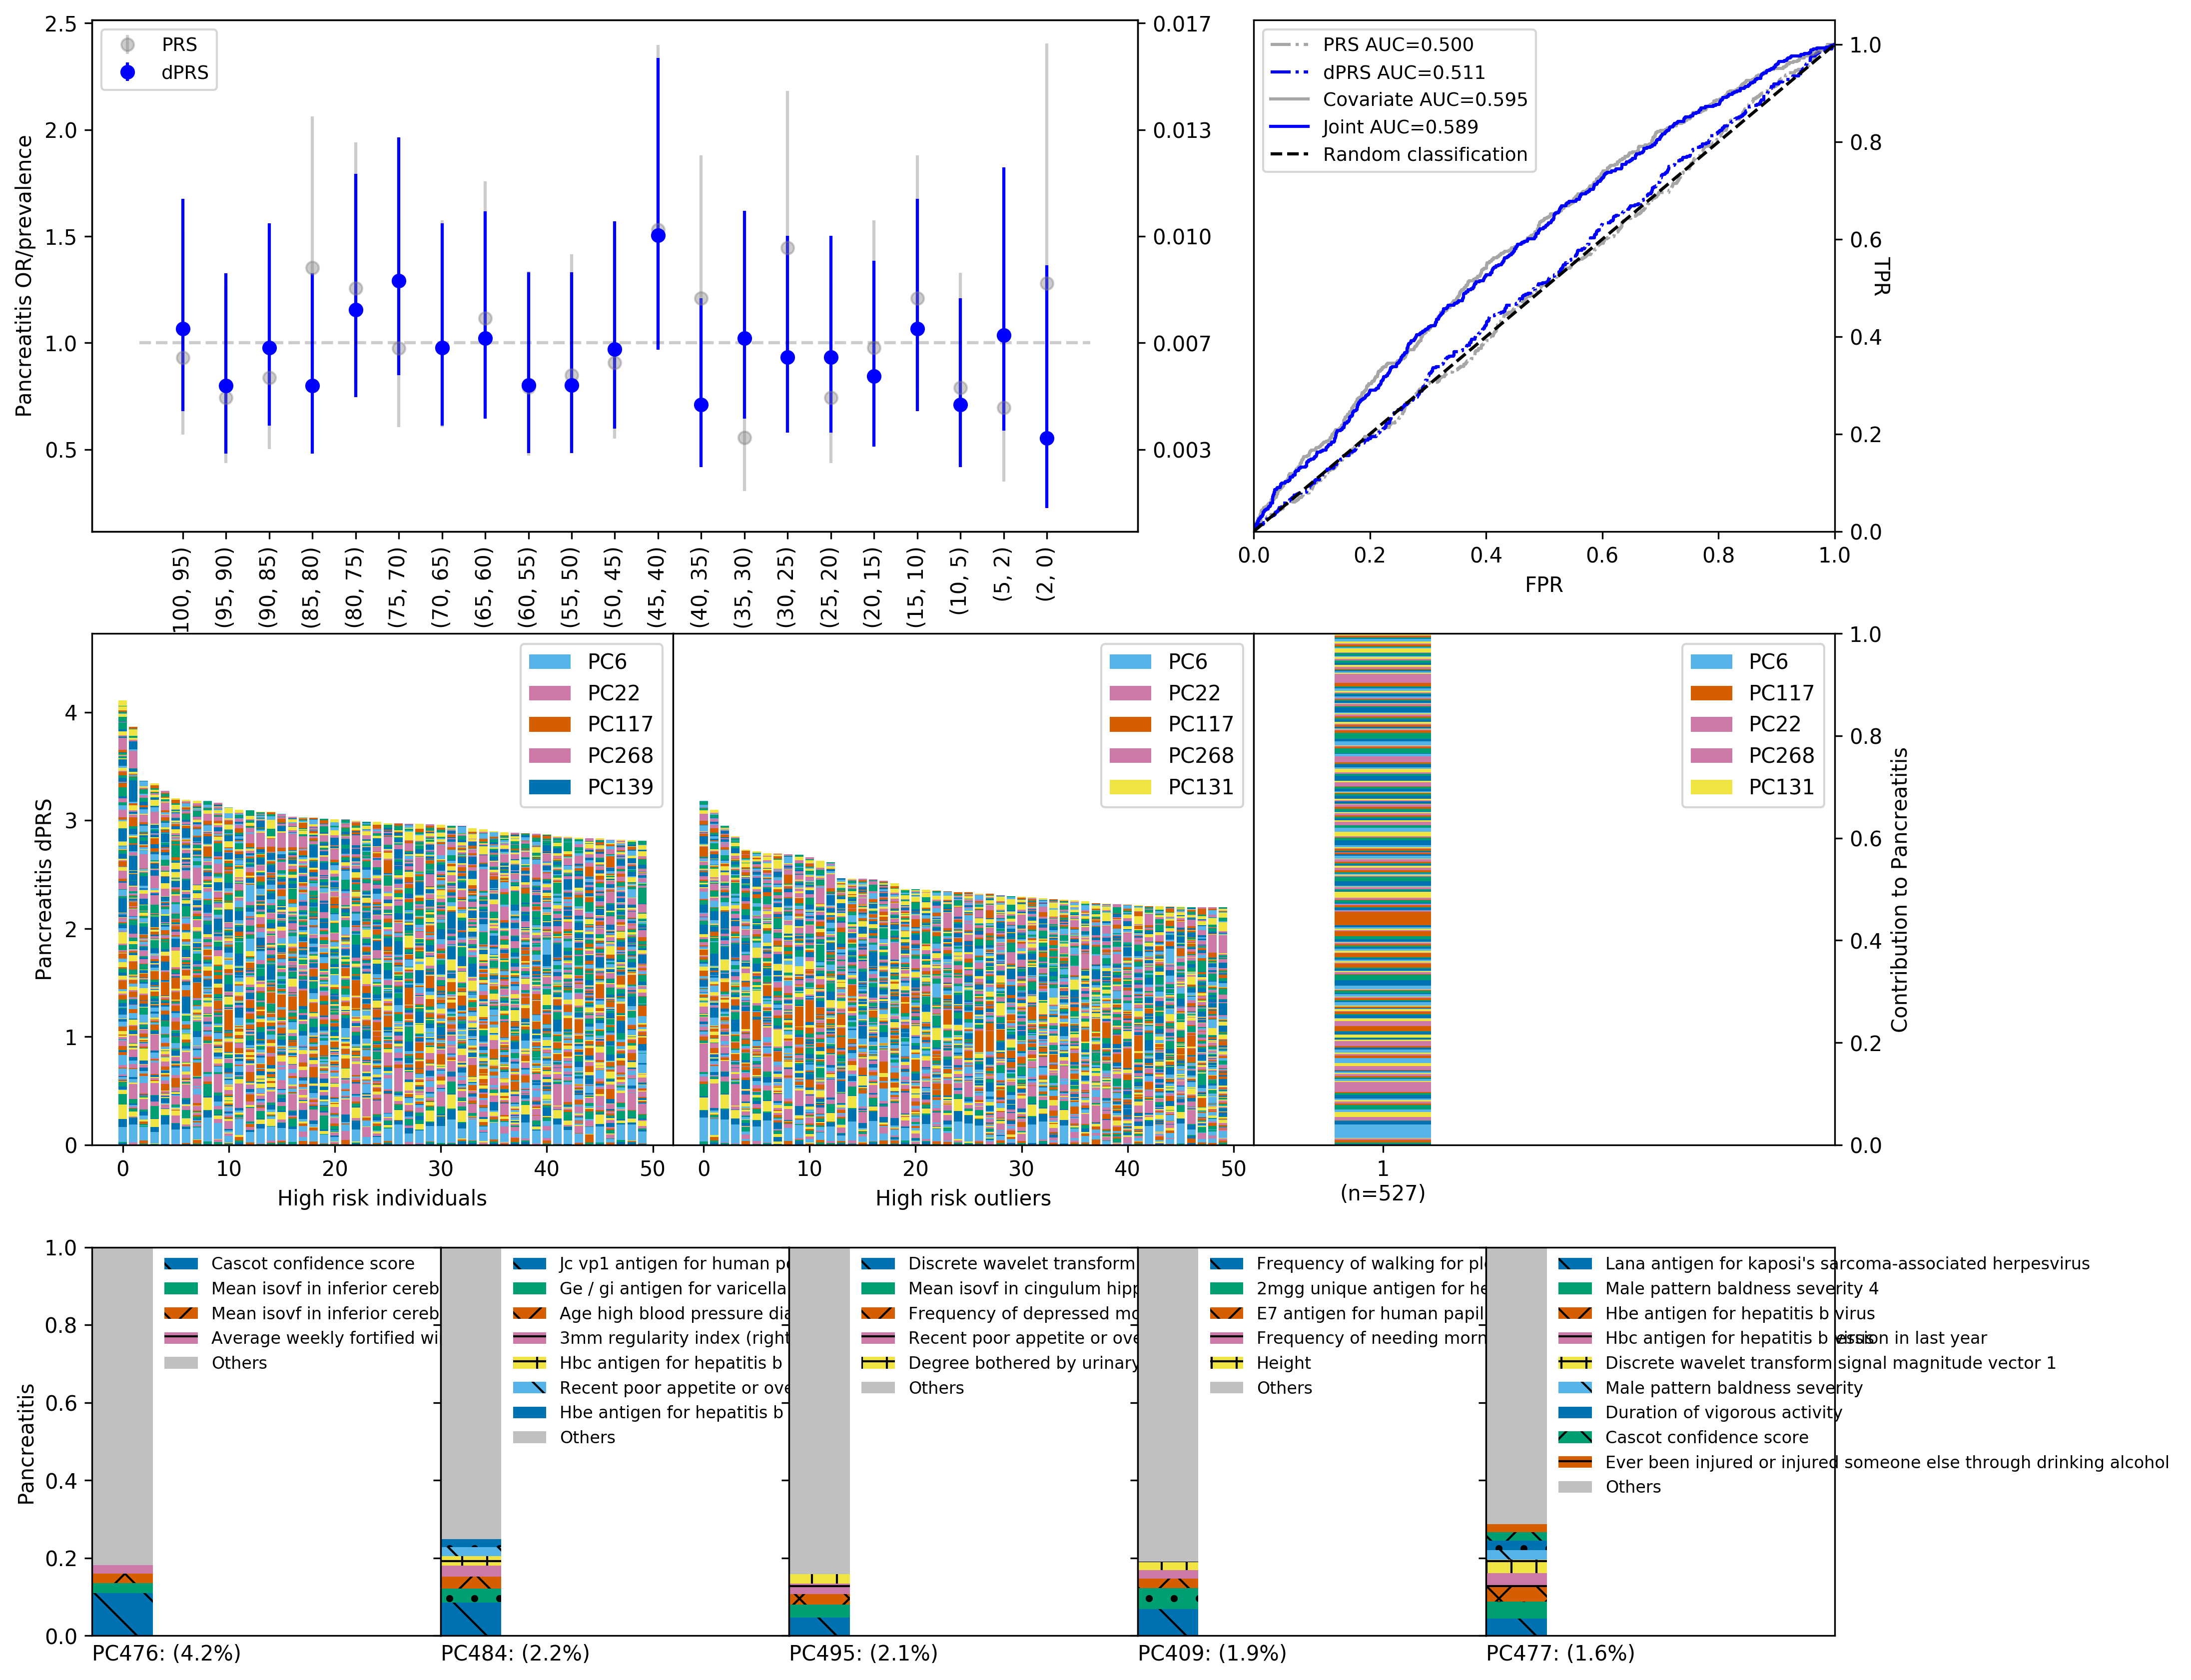 PRS
dPRS
2.5
2.0
1.5
1.0
0.5
Pancreatitis OR/prevalence
0.017
0.013
0.010
0.007
0.003
100, 95)
(95, 90)
(90, 85)
(85, 80)
(80, 75)
(75, 70)
(70, 65)
(65, 60)
(60, 55)
(55, 50)
(50, 45)
(45, 40)
(40, 35)
(35, 30)
(30, 25)
(25, 20)
(20, 15)
(15, 10)
(10, 5)
(5, 2)
(2, 0)
PRS AUC=0.500
dPRS AUC=0.511
Covariate AUC=0.595
Joint AUC=0.589
Random classification
1.0
0.8
0.6
0.4
0.2
0.0
TPR
0.0 0.2 0.4 0.6 0.8 1.0
FPR
4
3
2
1
0
Pancreatitis dPRS
PC6
PC22
PC117
PC268
PC139
0 10 20 30 40 50
High risk individuals
PC6
PC22
PC117
PC268
PC131
0 10 20 30 40 50
High risk outliers
PC6
PC117
PC22
PC268
PC131
1
(n=527)
1.0
0.8
0.6
0.4
0.2
0.0
Contribution to Pancreatitis
1.0
0.8
0.6
0.4
0.2
0.0
Pancreatitis
Cascot confidence score
Mean isovf in inferior cereb
Mean isovf in inferior cereb
Average weekly fortified wi
Others
PC476: (4.2%)
Jc vp1 antigen for human po
Ge / gi antigen for varicella
Age high blood pressure dia
3mm regularity index (right
Hbc antigen for hepatitis b
Recent poor appetite or ove
Hbe antigen for hepatitis b
Others
PC484: (2.2%)
Discrete wavelet transform
Mean isovf in cingulum hipp
Frequency of depressed mo
Recent poor appetite or ove
Degree bothered by urinary
Others
PC495: (2.1%)
Frequency of walking for ple
2mgg unique antigen for he
E7 antigen for human papil
Frequency of needing morn
Height
Others
PC409: (1.9%)
Lana antigen for kaposi's sarcoma-associated herpesvirus
Male pattern baldness severity 4
Hbe antigen for hepatitis b virus
Hbc antigen for hepatitis b in last year
Discrete wavelet transform signal magnitude vector 1
Male pattern baldness severity
Duration of vigorous activity
Cascot confidence score
Ever been injured or injured someone else through drinking alcohol
Others
PC477: (1.6%)